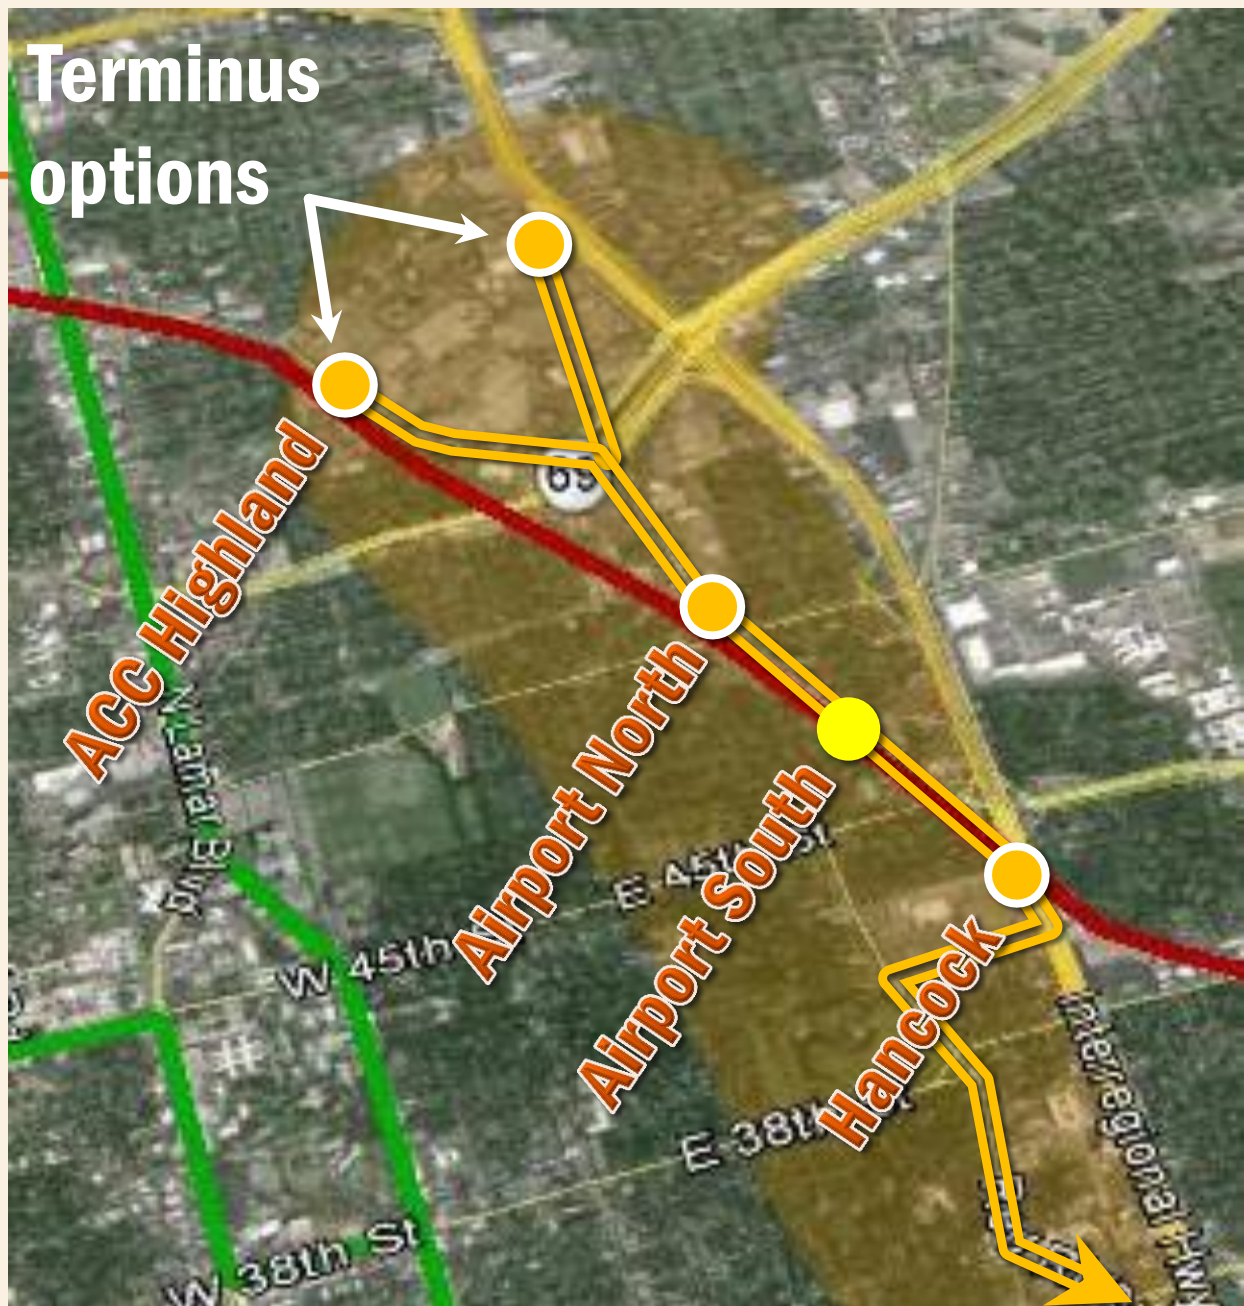 Terminus
options
69
ACC Highland
N Lamar Blvd
Airport North
E 45th St
Airport South
W 45th
Hancock
Interregional Hwy
E 38th
W 38th St